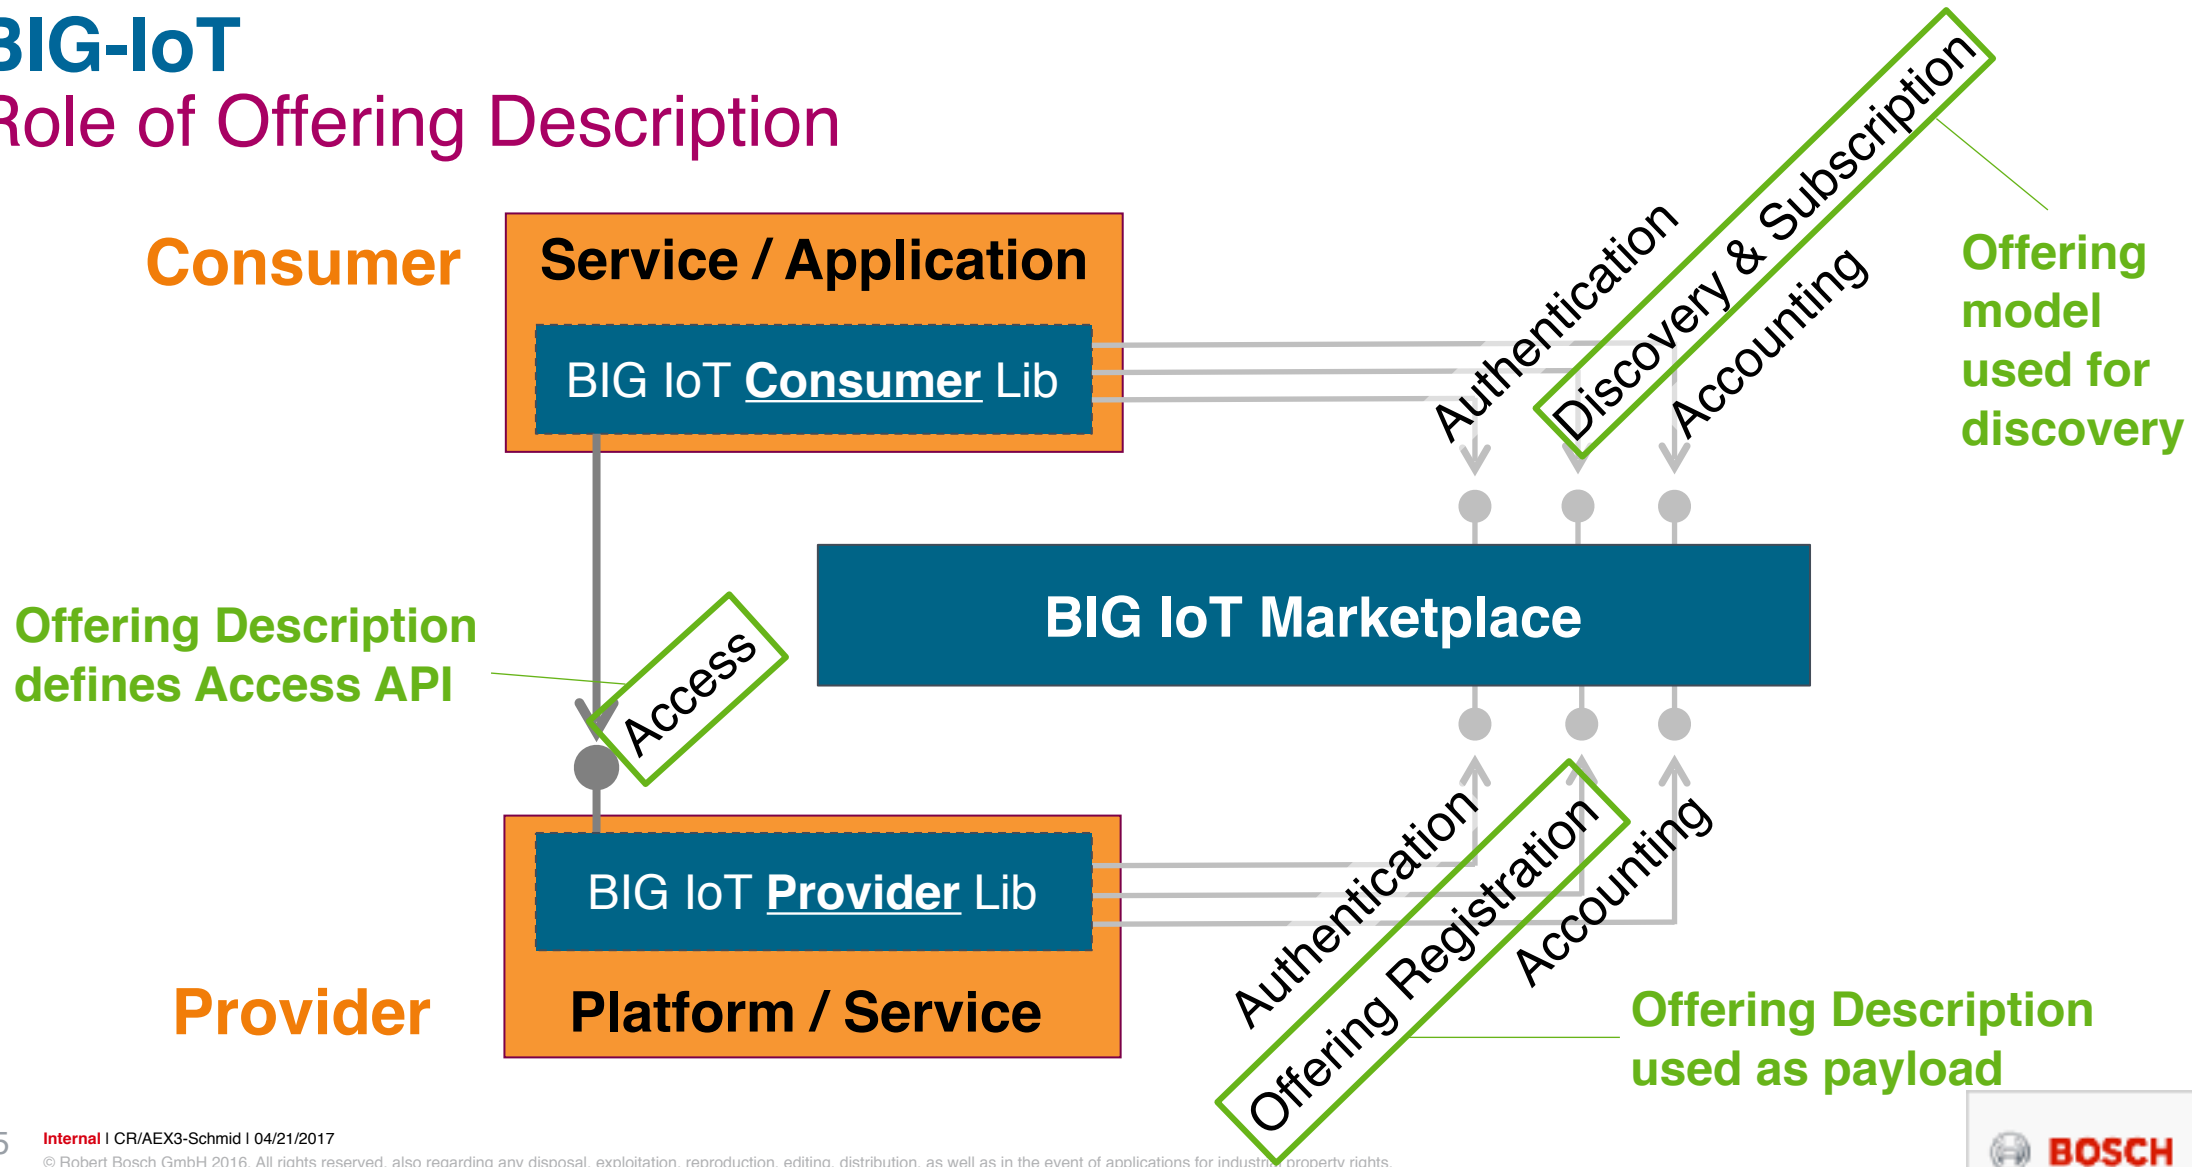 BIG-IoT
Role of Offering Description
Consumer
Service / Application
BIG IoT Consumer Lib
Authentication
Discovery & Subscription
Accounting
Offering
model
used for
discovery
Offering Description
defines Access API
Access
BIG IoT Marketplace
BIG IoT Provider Lib
Platform / Service
Provider
Authentication
Offering Registration
Accounting
Offering Description
used as payload
5
Internal | CR/AEX3-Schmid | 04/21/2017
© Robert Bosch GmbH 2016. All rights reserved, also regarding any disposal, exploitation, reproduction, editing, distribution, as well as in the event of applications for industrial property rights.
BOSCH